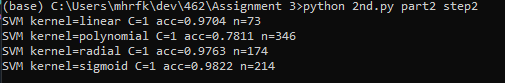 (base) C:\Users\mhrfk\dev\462\Assignment 3>python 2nd.py part2 step2
SVM kernel=linear C=1 acc=0.9704 n=73
SVM kernel=polynomial C=1 acc=0.7811 n=346
SVM kernel=radial C=1 acc=0.9763 n=174
SVM kernel=sigmoid C=1 acc=0.9822 n=214